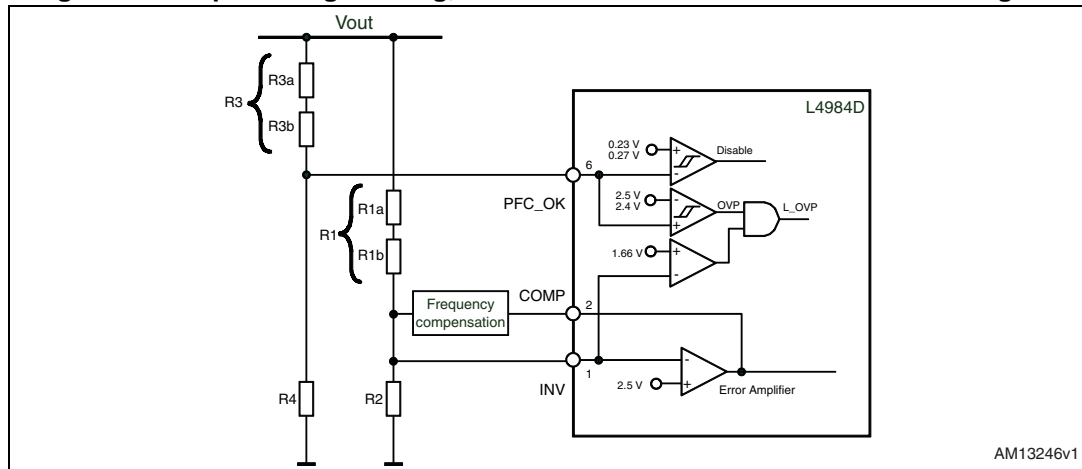 Vout
R3a
R3
R3b
L4984D
0.23 V
0.27 V
Disable
6
PFC_OK
2.5 V
2.4 V
OVP
L_OVP
R1a
R1
R1b
1.66 V
COMP
2
Frequency
compensation
1
INV
2.5 V
Error Amplifier
R4
R2
AM13246v1